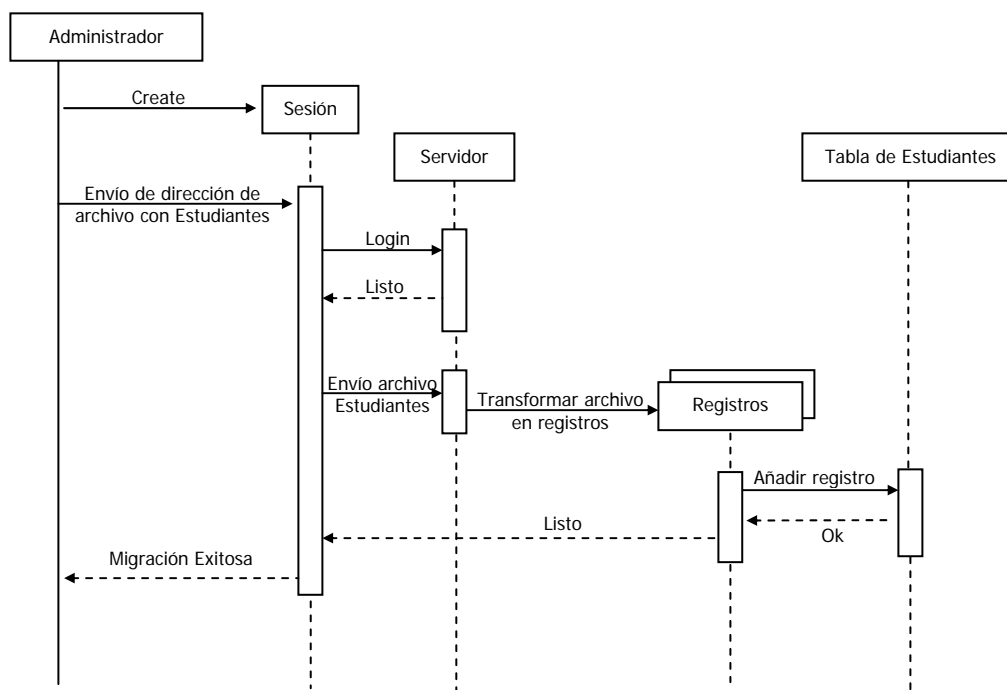 Administrador
Create
Sesión
Servidor
Tabla de Estudiantes
Envío de dirección de
archivo con Estudiantes
Login
Listo
Envío archivo
Estudiantes
Transformar archivo
en registros
Registros
Añadir registro
Ok
Listo
Migración Exitosa